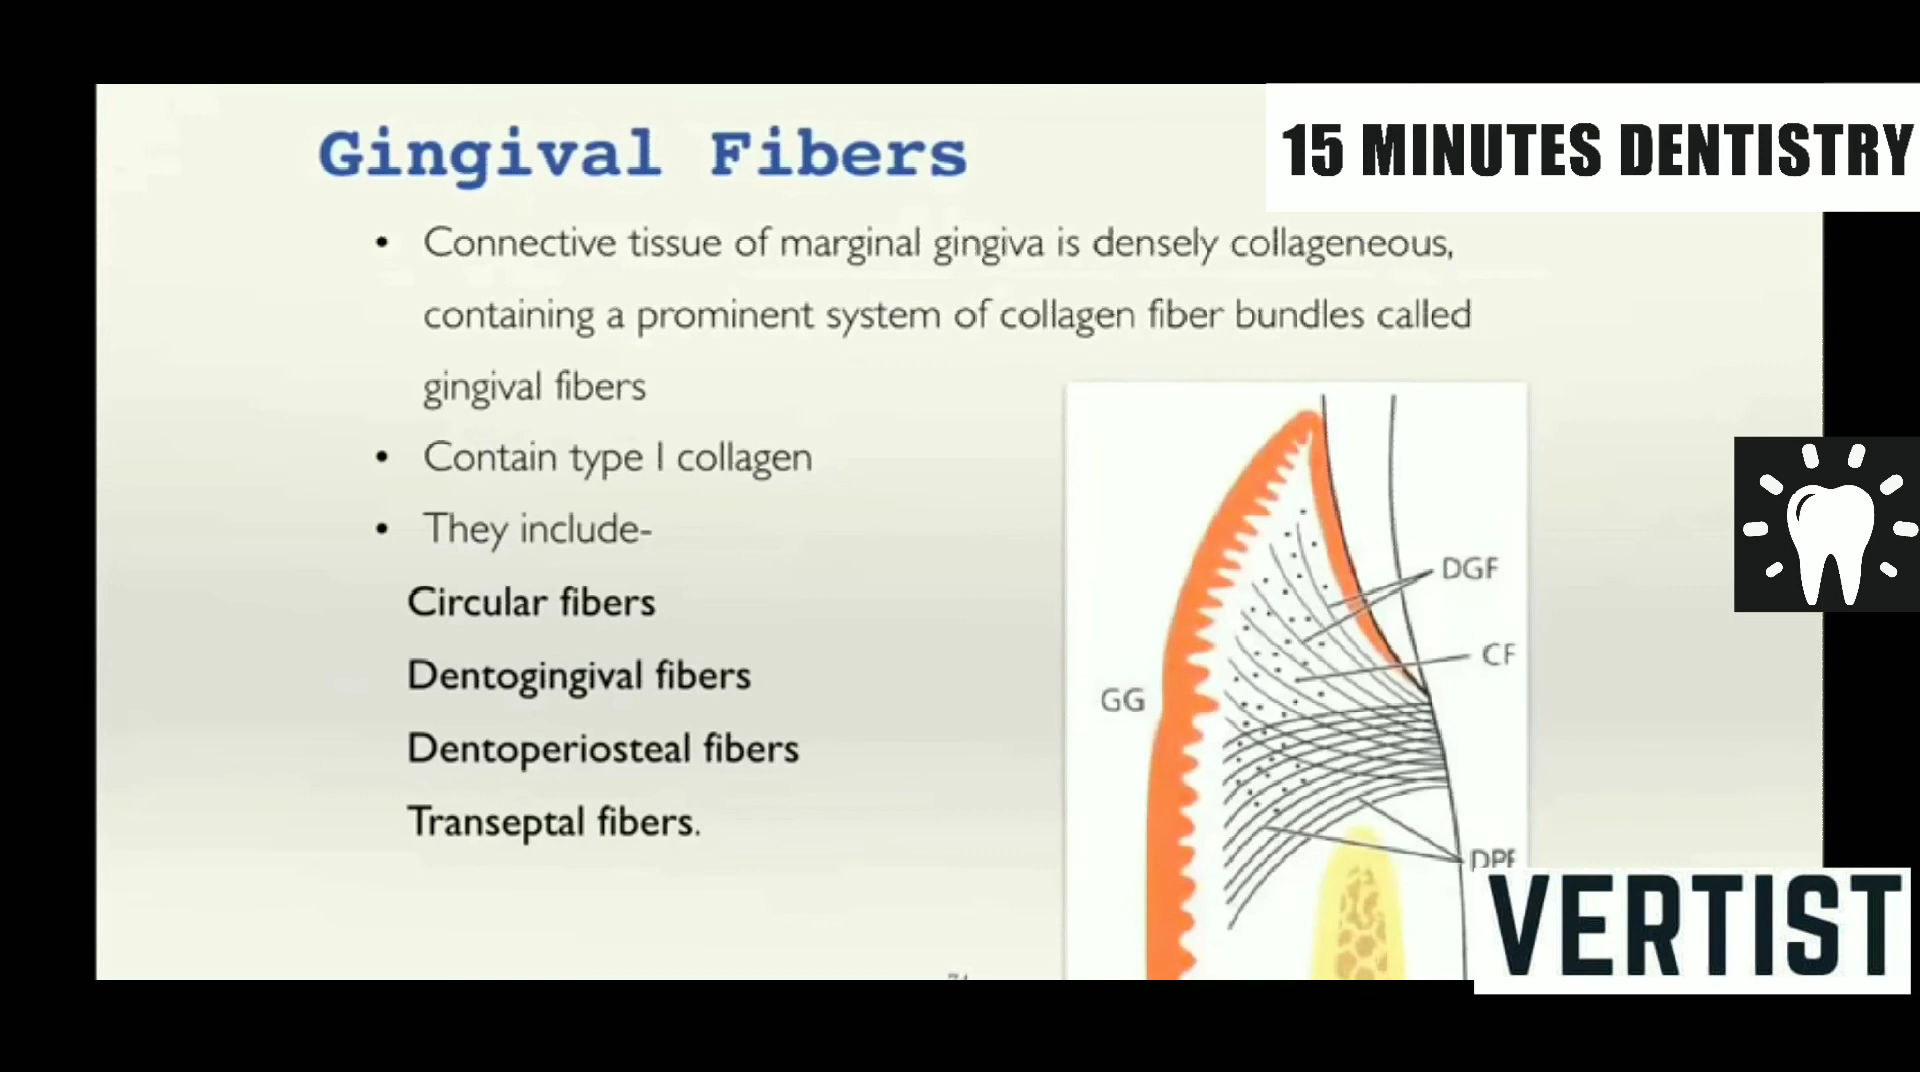 Gingival Fibers
15 MINUTES DENTISTRY
• Connective tissue of marginal gingiva is densely collageneous,
containing a prominent system of collagen fiber bundles called
gingival fibers
• Contain type I collagen
• They include-
Circular fibers
Dentogingival fibers
Dentoperiosteal fibers
Transeptal fibers.
DGF
CF
GG
DPF
VERTIST